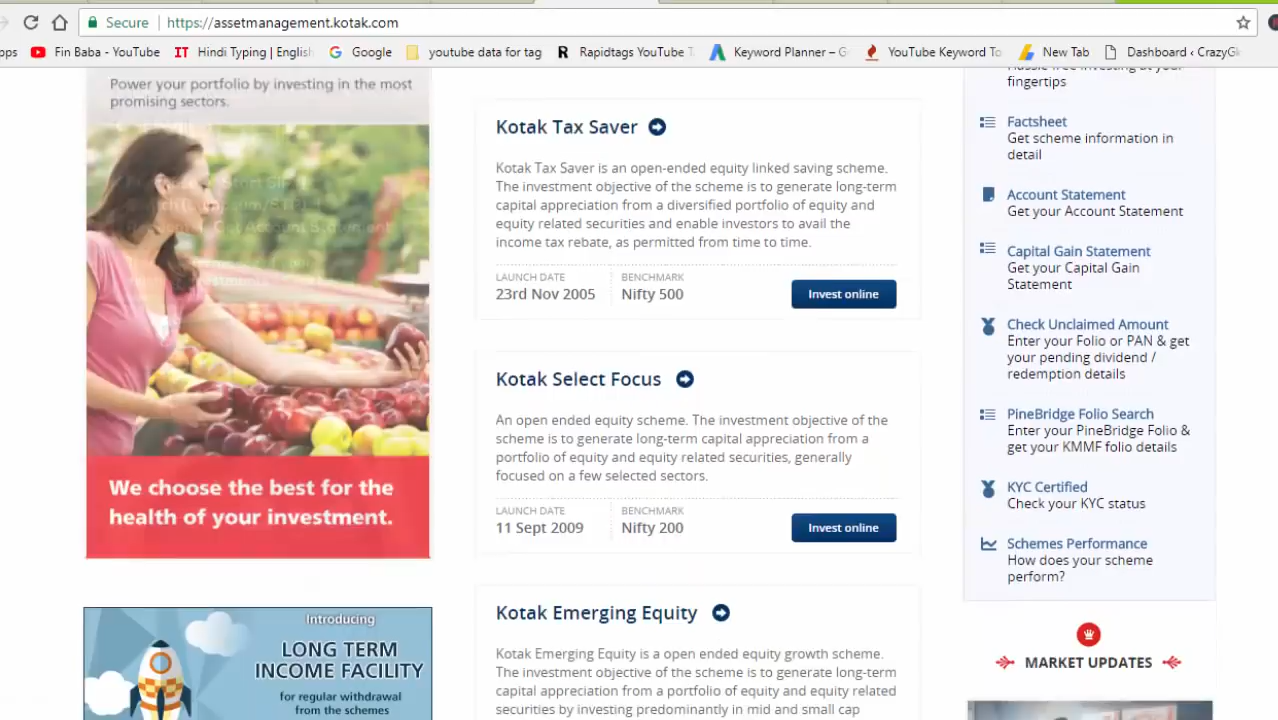 Secure
https://assetmanagement.kotak.com
pps
Fin Baba - YouTube
IT
Hindi Typing | English
G
Google
youtube data for tag
R
Rapidtags YouTube T
Keyword Planner – G
YouTube Keyword To
New Tab
Dashboard ‹ CrazyG
Power your portfolio by investing in the most
promising sectors.
We choose the best for the
health of your investment.
Introducing
LONG TERM
INCOME FACILITY
for regular withdrawal
from the schemes
Kotak Tax Saver
Kotak Tax Saver is an open-ended equity linked saving scheme.
The investment objective of the scheme is to generate long-term
capital appreciation from a diversified portfolio of equity and
equity related securities and enable investors to avail the
income tax rebate, as permitted from time to time.
LAUNCH DATE
23rd Nov 2005
BENCHMARK
Nifty 500
Invest online
Kotak Select Focus
An open ended equity scheme. The investment objective of the
scheme is to generate long-term capital appreciation from a
portfolio of equity and equity related securities, generally
focused on a few selected sectors.
LAUNCH DATE
11 Sept 2009
BENCHMARK
Nifty 200
Invest online
Kotak Emerging Equity
Kotak Emerging Equity is a open ended equity growth scheme.
The investment objective of the scheme is to generate long-term
capital appreciation from a portfolio of equity and equity related
securities by investing predominantly in mid and small cap
fingertips
Factsheet
Get scheme information in
detail
Account Statement
Get your Account Statement
Capital Gain Statement
Get your Capital Gain
Statement
Check Unclaimed Amount
Enter your Folio or PAN & get
your pending dividend /
redemption details
PineBridge Folio Search
Enter your PineBridge Folio &
get your KMMF folio details
KYC Certified
Check your KYC status
Schemes Performance
How does your scheme
perform?
MARKET UPDATES